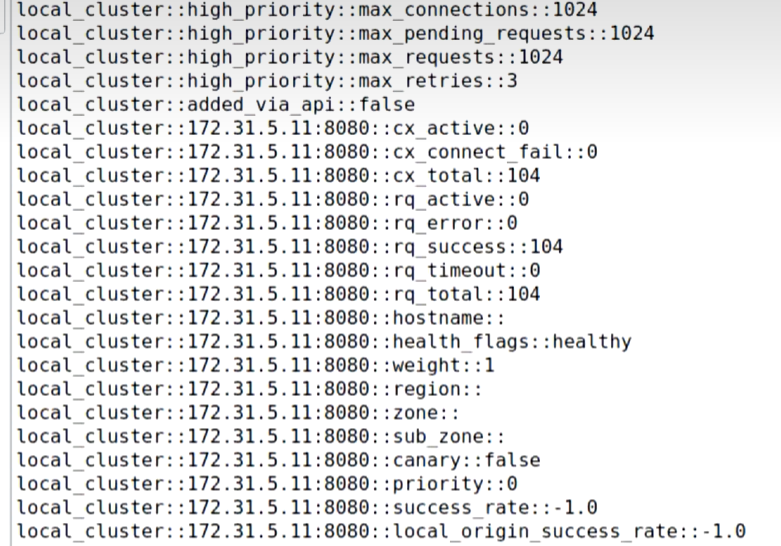 local_cluster::high_priority::max_connections::1024
local_cluster::high_priority::max_pending_requests::1024
local_cluster::high_priority::max_requests::1024
local_cluster::high_priority::max_retries::3
local_cluster::added_via_api::false
local_cluster::172.31.5.11:8080::cx_active::0
local_cluster::172.31.5.11:8080::cx_connect_fail::0
local_cluster::172.31.5.11:8080::cx_total::104
local_cluster::172.31.5.11:8080::rq_active::0
local_cluster::172.31.5.11:8080::rq_error::0
local_cluster::172.31.5.11:8080::rq_success::104
local_cluster::172.31.5.11:8080::rq_timeout::0
local_cluster::172.31.5.11:8080::rq_total::104
local_cluster::172.31.5.11:8080::hostname::
local_cluster::172.31.5.11:8080::health_flags::healthy
local_cluster::172.31.5.11:8080::weight::1
local_cluster::172.31.5.11:8080::region::
local_cluster::172.31.5.11:8080::zone::
local_cluster::172.31.5.11:8080::sub_zone::
local_cluster::172.31.5.11:8080::canary::false
local_cluster::172.31.5.11:8080::priority::0
local_cluster::172.31.5.11:8080::success_rate::-1.0
local_cluster::172.31.5.11:8080::local_origin_success_rate::-1.0